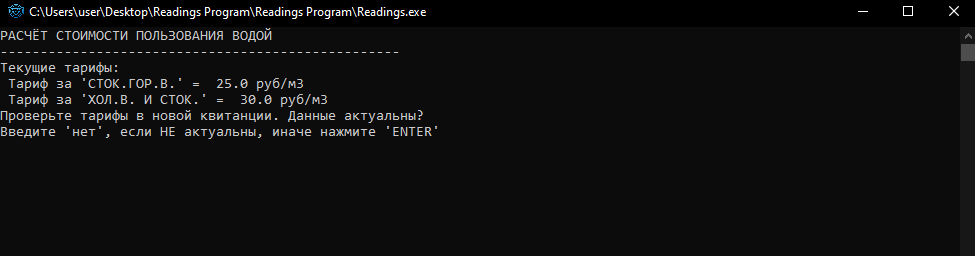 C:\Users\user\Desktop\Readings Program\Readings Program\Readings.exe
РАСЧЁТ СТОИМОСТИ ПОЛЬЗОВАНИЯ ВОДОЙ
--------------------------------------------------
Текущие тарифы:
Тариф за 'СТОК.ГОР.В.' =  25.0 руб/м3
Тариф за 'ХОЛ.В. И СТОК.' =  30.0 руб/м3
Проверьте тарифы в новой квитанции. Данные актуальны?
Введите 'нет', если НЕ актуальны, иначе нажмите 'ENTER'